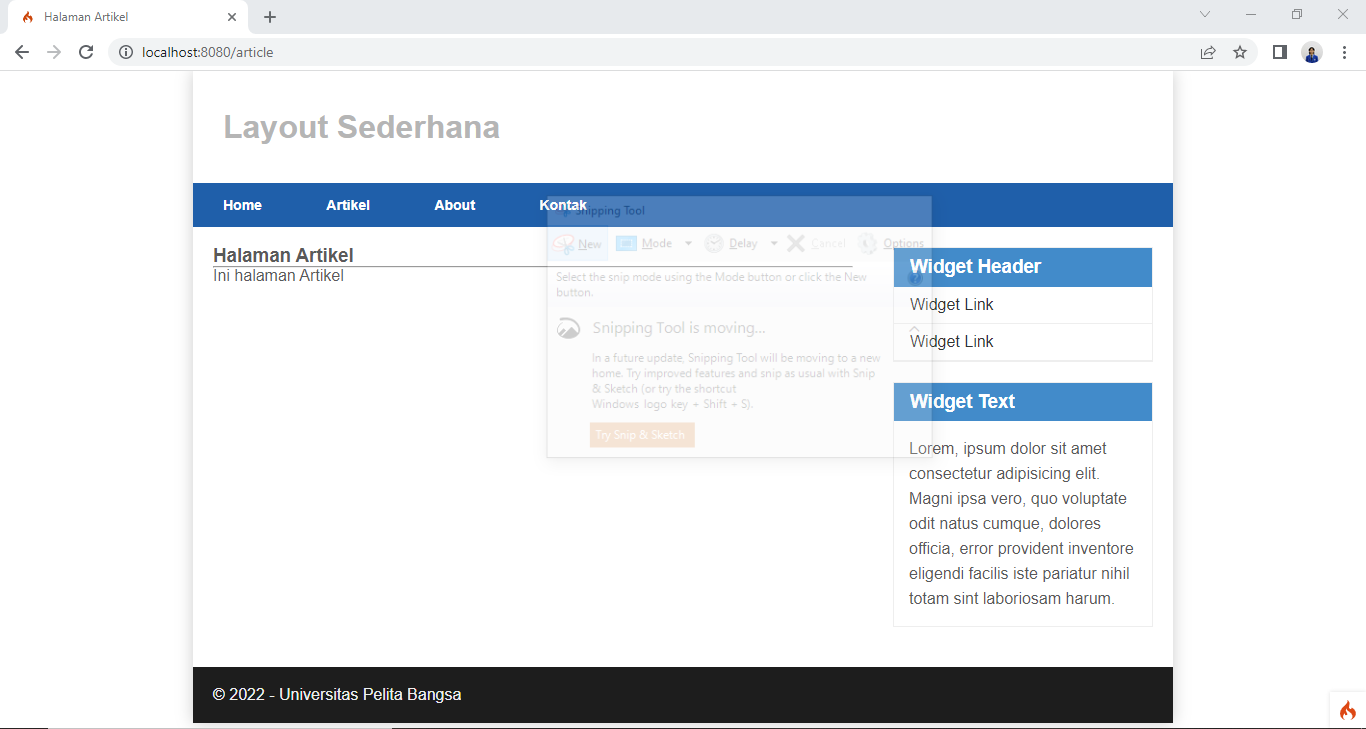 Halaman Artikel
localhost:8080/article
Layout Sederhana
Home Artikel About Kontak
Snipping Tool
New Mode Delay Cancel Options
Select the snip mode using the Mode button or click the New
button.
Snipping Tool is moving...
In a future update, Snipping Tool will be moving to a new
home. Try improved features and snip as usual with Snip
& Sketch (or try the shortcut
Windows logo key + Shift + S).
Try Snip & Sketch
Halaman Artikel
Ini halaman Artikel
Widget Header
Widget Link
Widget Link
Widget Text
Lorem, ipsum dolor sit amet
consectetur adipisicing elit.
Magni ipsa vero, quo voluptate
odit natus cumque, dolores
officia, error provident inventore
eligendi facilis iste pariatur nihil
totam sint laboriosam harum.
© 2022 - Universitas Pelita Bangsa